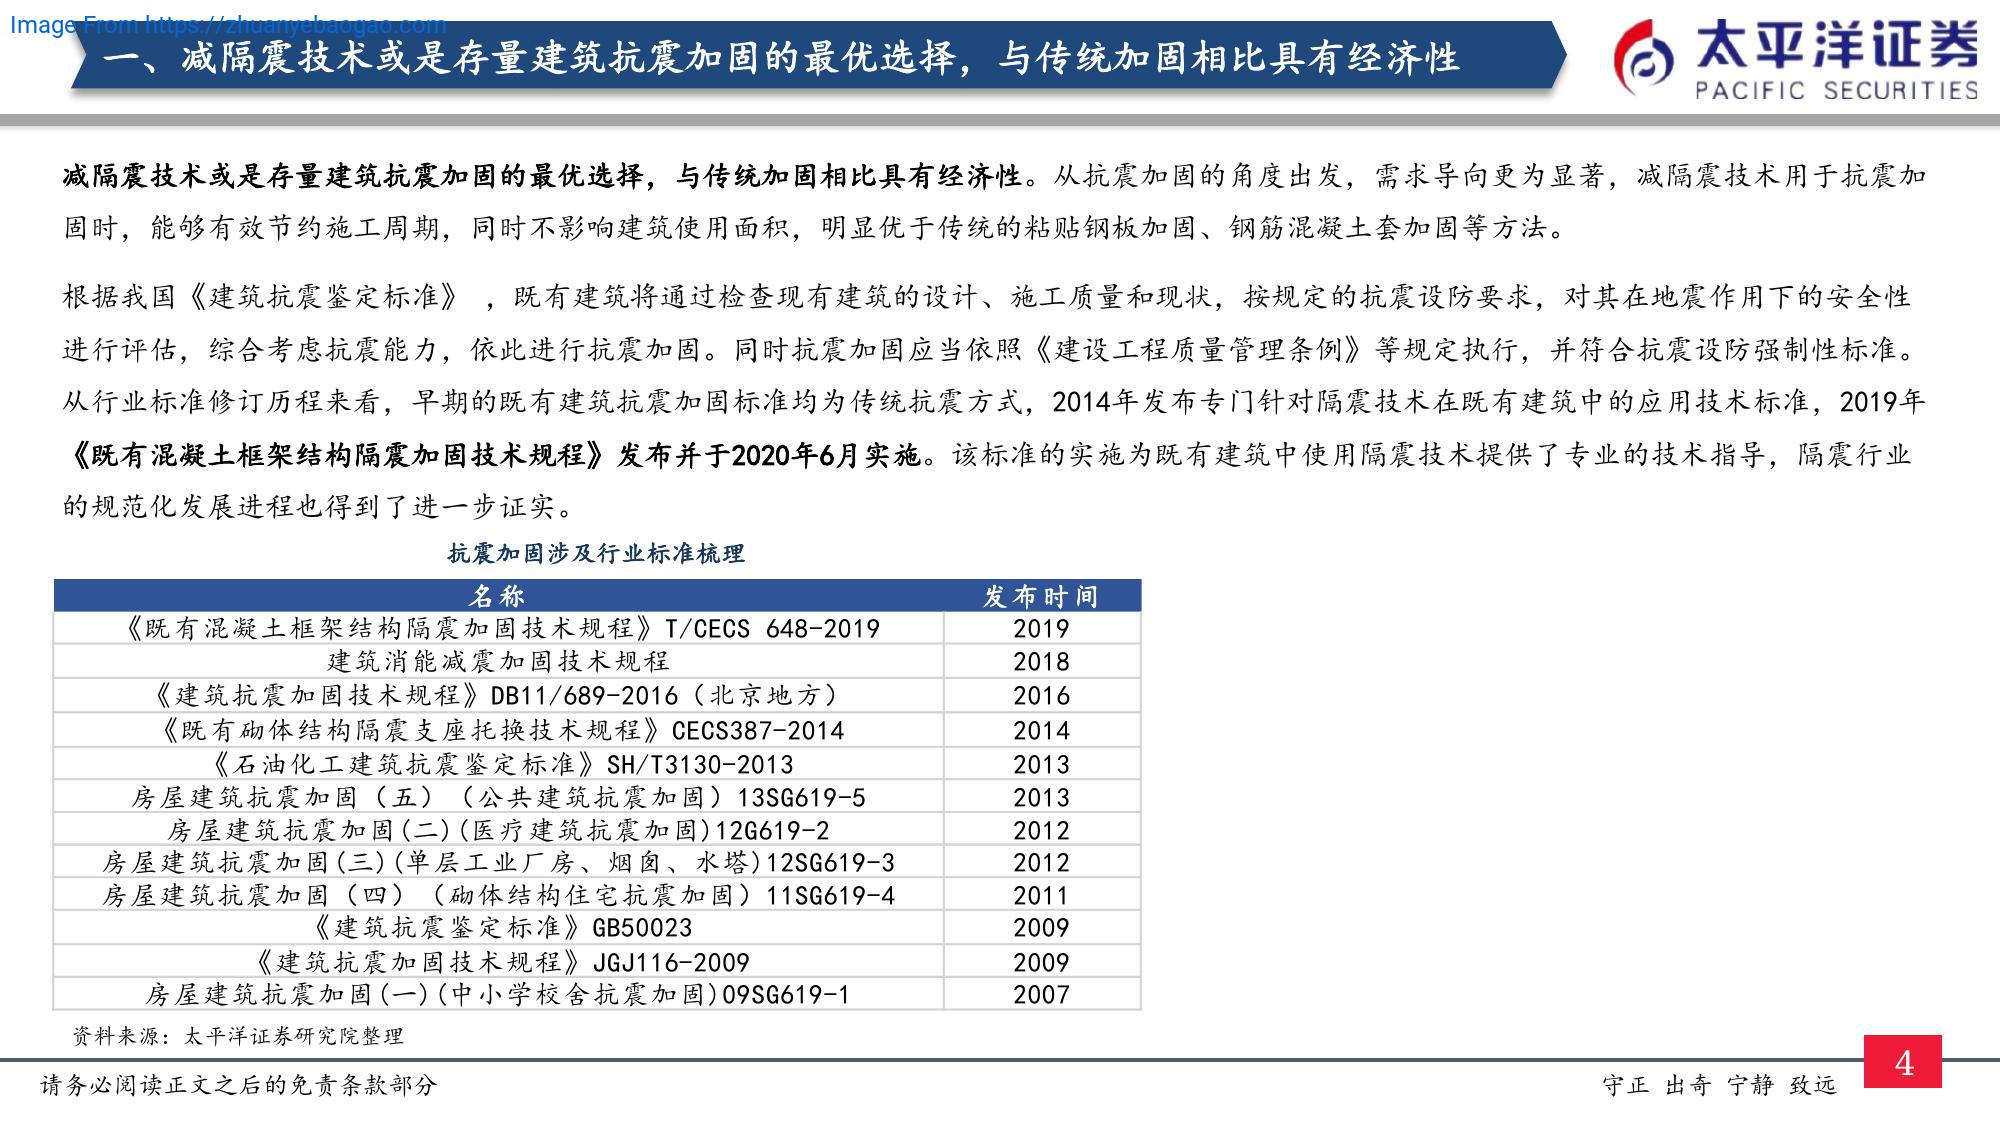 Image From https://zhuanyebaogao.com
一、减隔震技术或是存量建筑抗震加固的最优选择，与传统加固相比具有经济性
太平洋证券
PACIFIC SECURITIES
减隔震技术或是存量建筑抗震加固的最优选择，与传统加固相比具有经济性。从抗震加固的角度出发，需求导向更为显著，减隔震技术用于抗震加
固时，能够有效节约施工周期，同时不影响建筑使用面积，明显优于传统的粘贴钢板加固、钢筋混凝土套加固等方法。
根据我国《建筑抗震鉴定标准》 ，既有建筑将通过检查现有建筑的设计、施工质量和现状，按规定的抗震设防要求，对其在地震作用下的安全性
进行评估，综合考虑抗震能力，依此进行抗震加固。同时抗震加固应当依照《建设工程质量管理条例》等规定执行，并符合抗震设防强制性标准。
从行业标准修订历程来看，早期的既有建筑抗震加固标准均为传统抗震方式，2014年发布专门针对隔震技术在既有建筑中的应用技术标准，2019年
《既有混凝土框架结构隔震加固技术规程》发布并于2020年6月实施。该标准的实施为既有建筑中使用隔震技术提供了专业的技术指导，隔震行业
的规范化发展进程也得到了进一步证实。
抗震加固涉及行业标准梳理
名称 发布时间
《既有混凝土框架结构隔震加固技术规程》T/CECS 648-2019 2019
建筑消能减震加固技术规程 2018
《建筑抗震加固技术规程》DB11/689-2016（北京地方） 2016
《既有砌体结构隔震支座托换技术规程》CECS387-2014 2014
《石油化工建筑抗震鉴定标准》SH/T3130-2013 2013
房屋建筑抗震加固（五）（公共建筑抗震加固）13SG619-5 2013
房屋建筑抗震加固(二)(医疗建筑抗震加固)12G619-2 2012
房屋建筑抗震加固(三)(单层工业厂房、烟囱、水塔)12SG619-3 2012
房屋建筑抗震加固（四）（砌体结构住宅抗震加固）11SG619-4 2011
《建筑抗震鉴定标准》GB50023 2009
《建筑抗震加固技术规程》JGJ116-2009 2009
房屋建筑抗震加固(一)(中小学校舍抗震加固)09SG619-1 2007
资料来源：太平洋证券研究院整理
请务必阅读正文之后的免责条款部分
守正 出奇 宁静 致远
4